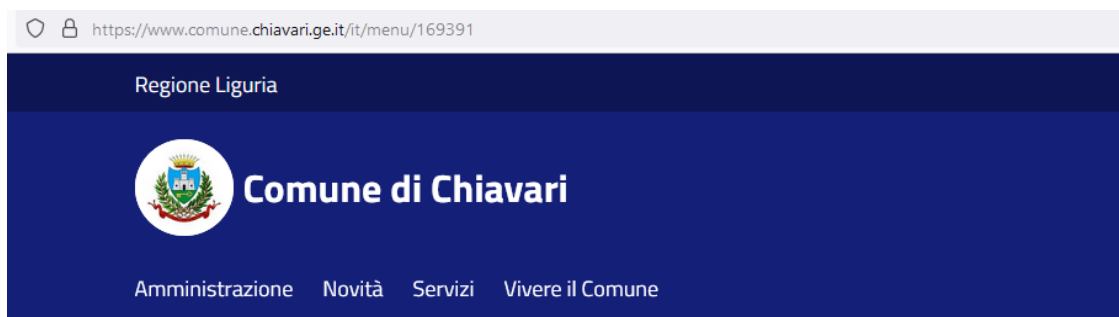 https://www.comune.chiavari.ge.it/it/menu/169391
Regione Liguria
Comune di Chiavari
Amministrazione Novità Servizi Vivere il Comune